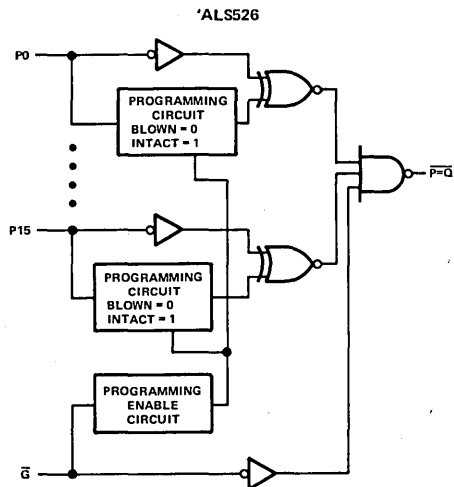 'ALS526
P0
PROGRAMMING
CIRCUIT
BLOWN = 0
INTACT = 1
P=Q
P15
PROGRAMMING
CIRCUIT
BLOWN = 0
INTACT = 1
PROGRAMMING
ENABLE
CIRCUIT
G